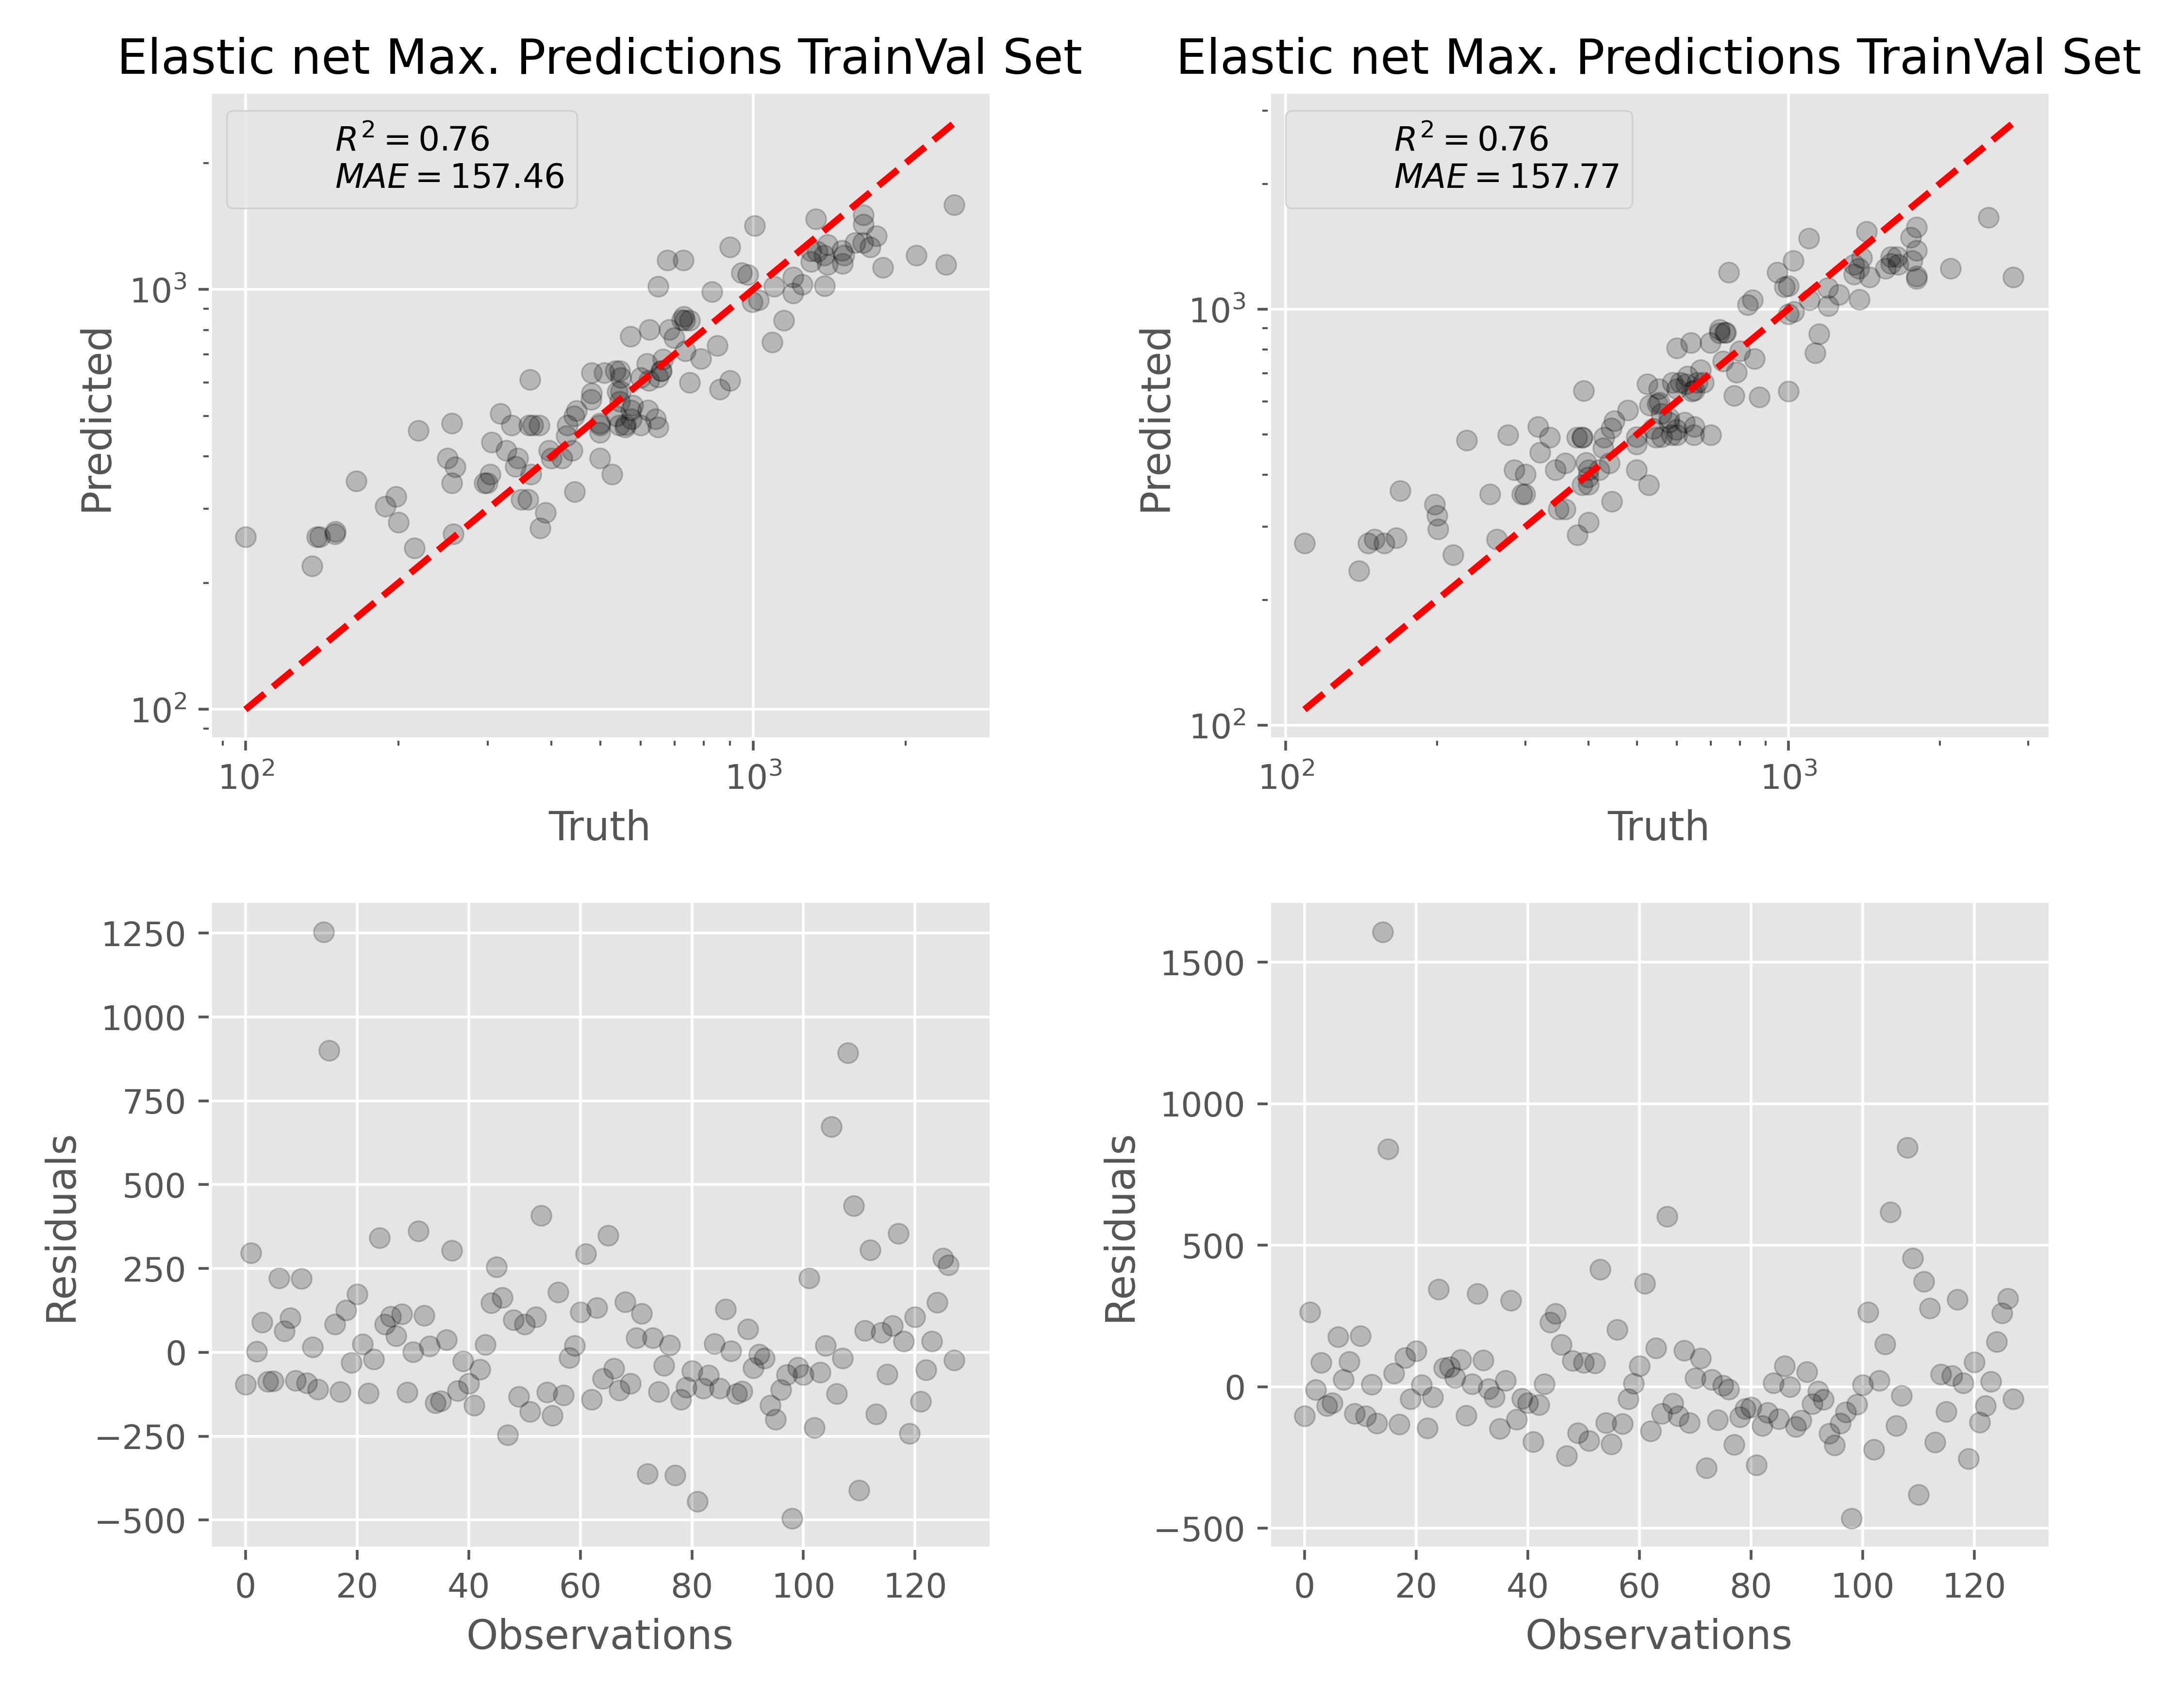 Elastic net Max. Predictions TrainVal Set
R² = 0.76
MAE = 157.46
10³
10²
Predicted
10² 10³
Truth
Elastic net Max. Predictions TrainVal Set
R² = 0.76
MAE = 157.77
10³
10²
Predicted
10² 10³
Truth
1250
1000
750
500
250
0
−250
−500
Residuals
0 20 40 60 80 100 120
Observations
1500
1000
500
0
−500
Residuals
0 20 40 60 80 100 120
Observations